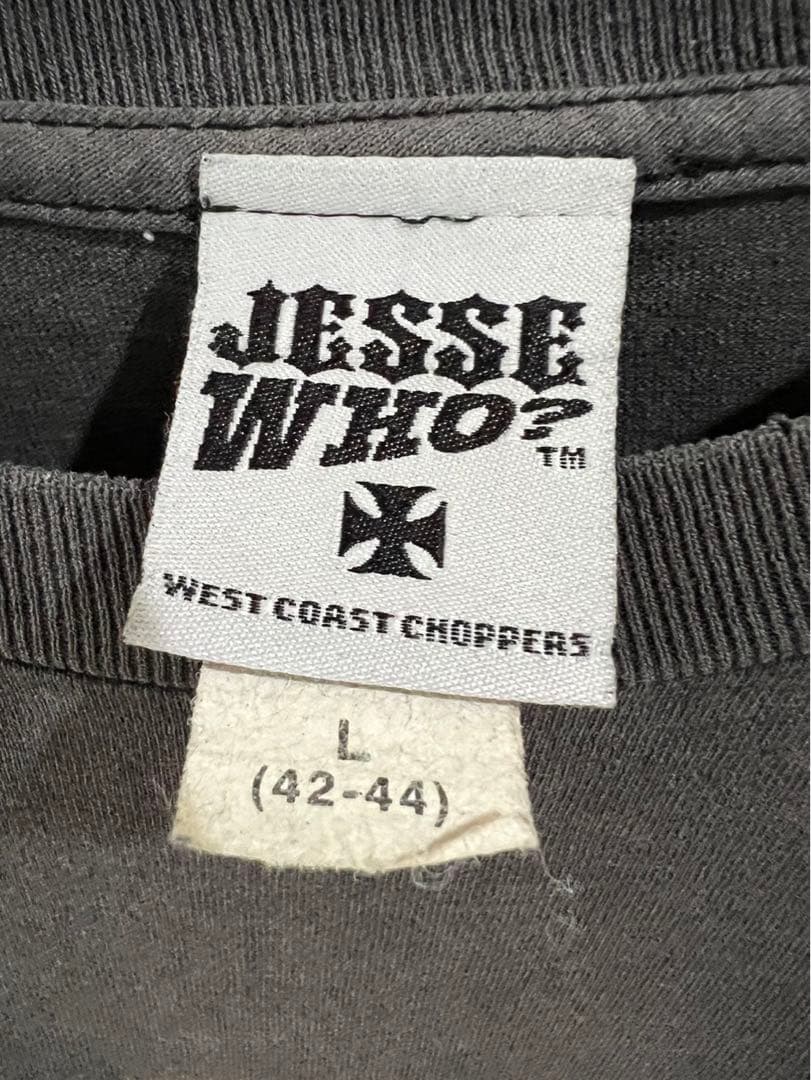 JESSE
WHO?
TM
WEST COAST CHOPPERS
L
(42-44)